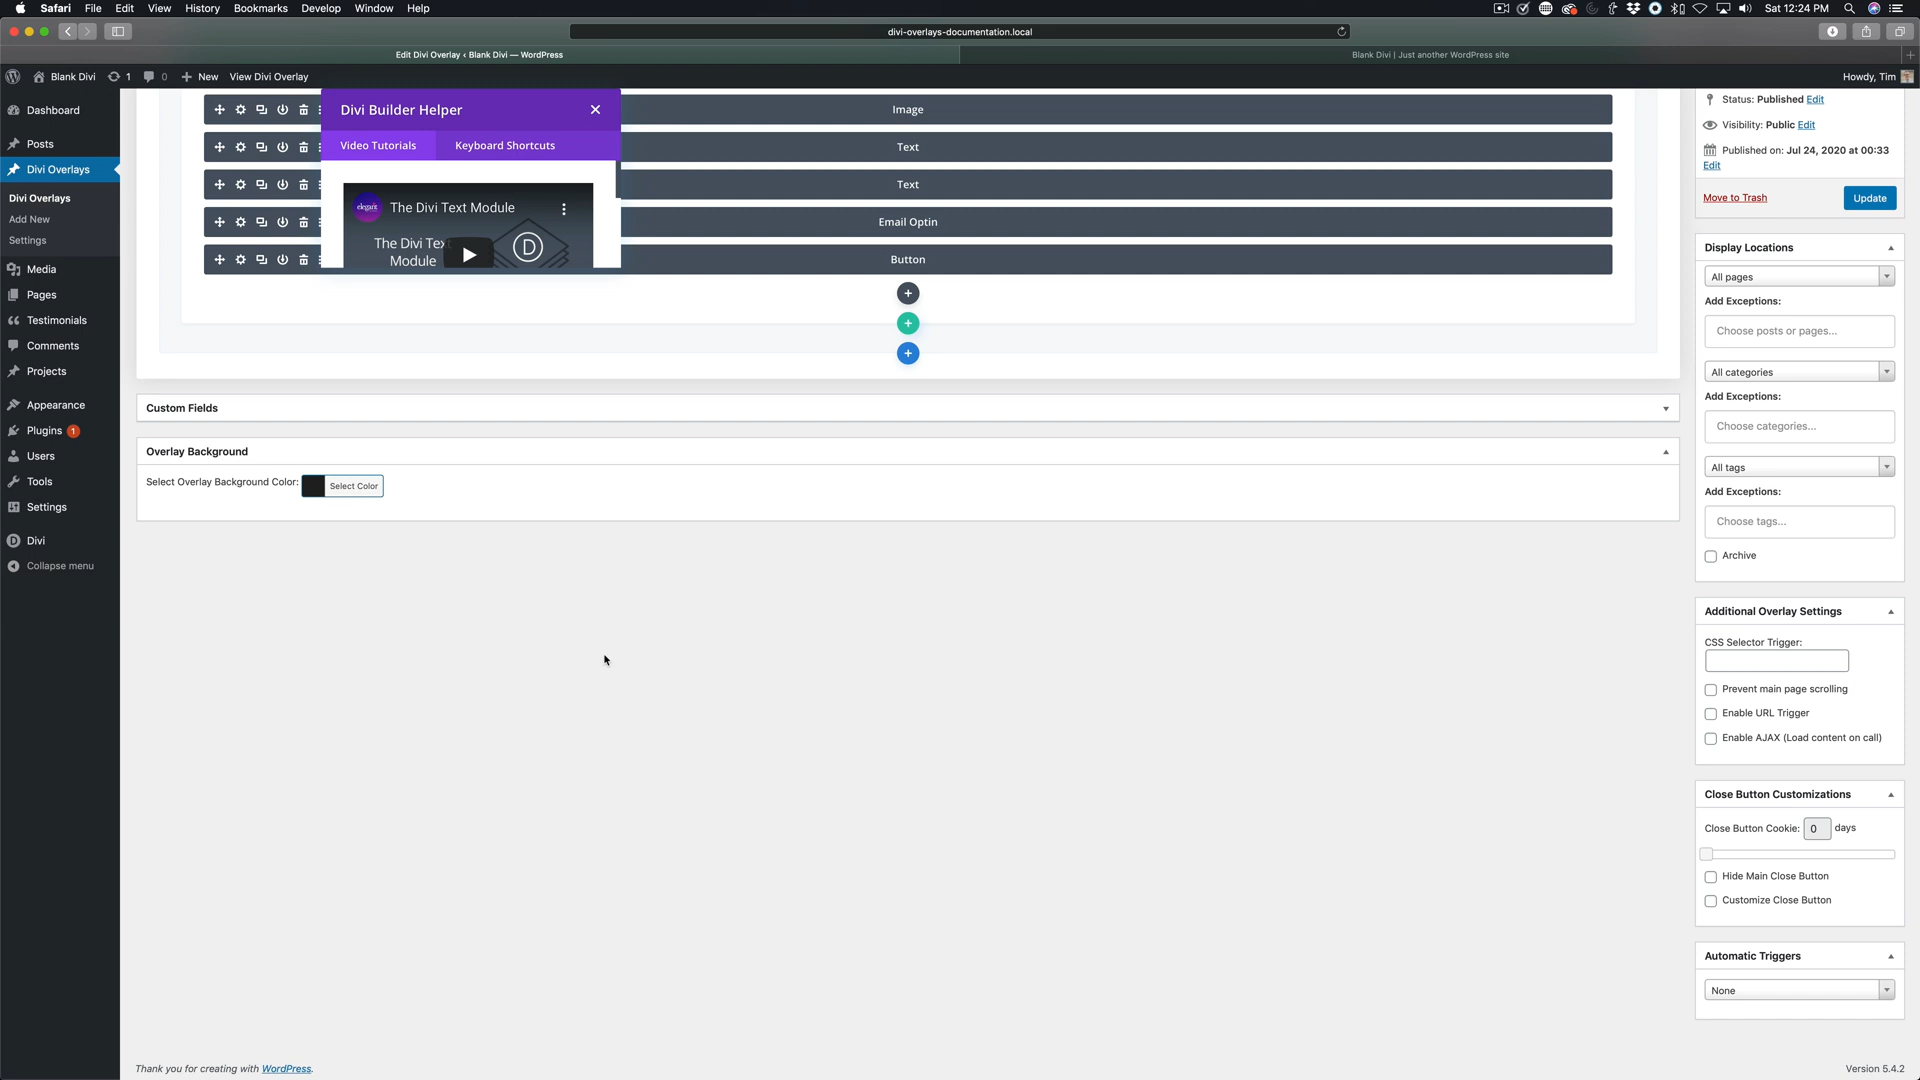 Safari File Edit View History Bookmarks Develop Window Help Sat 12:24 PM
divi-overlays-documentation.local
Edit Divi Overlay ‹ Blank Divi — WordPress
Blank Divi | Just another WordPress site
Blank Divi 1 0 New View Divi Overlay Howdy, Tim
Dashboard
Posts
Divi Overlays
Divi Overlays
Add New
Settings
Media
Pages
Testimonials
Comments
Projects
Appearance
Plugins 1
Users
Tools
Settings
Divi
Collapse menu
Image
Text
Text
Email Optin
Button
Divi Builder Helper
Video Tutorials Keyboard Shortcuts
elegant
The Divi Text Module
The Divi Text
Module
D
Custom Fields
Overlay Background
Select Overlay Background Color: Select Color
Status: Published Edit
Visibility: Public Edit
Published on: Jul 24, 2020 at 00:33
Edit
Move to Trash Update
Display Locations
All pages
Add Exceptions:
Choose posts or pages...
All categories
Add Exceptions:
Choose categories...
All tags
Add Exceptions:
Choose tags...
Archive
Additional Overlay Settings
CSS Selector Trigger:
Prevent main page scrolling
Enable URL Trigger
Enable AJAX (Load content on call)
Close Button Customizations
Close Button Cookie: 0 days
Hide Main Close Button
Customize Close Button
Automatic Triggers
None
Thank you for creating with WordPress.
Version 5.4.2